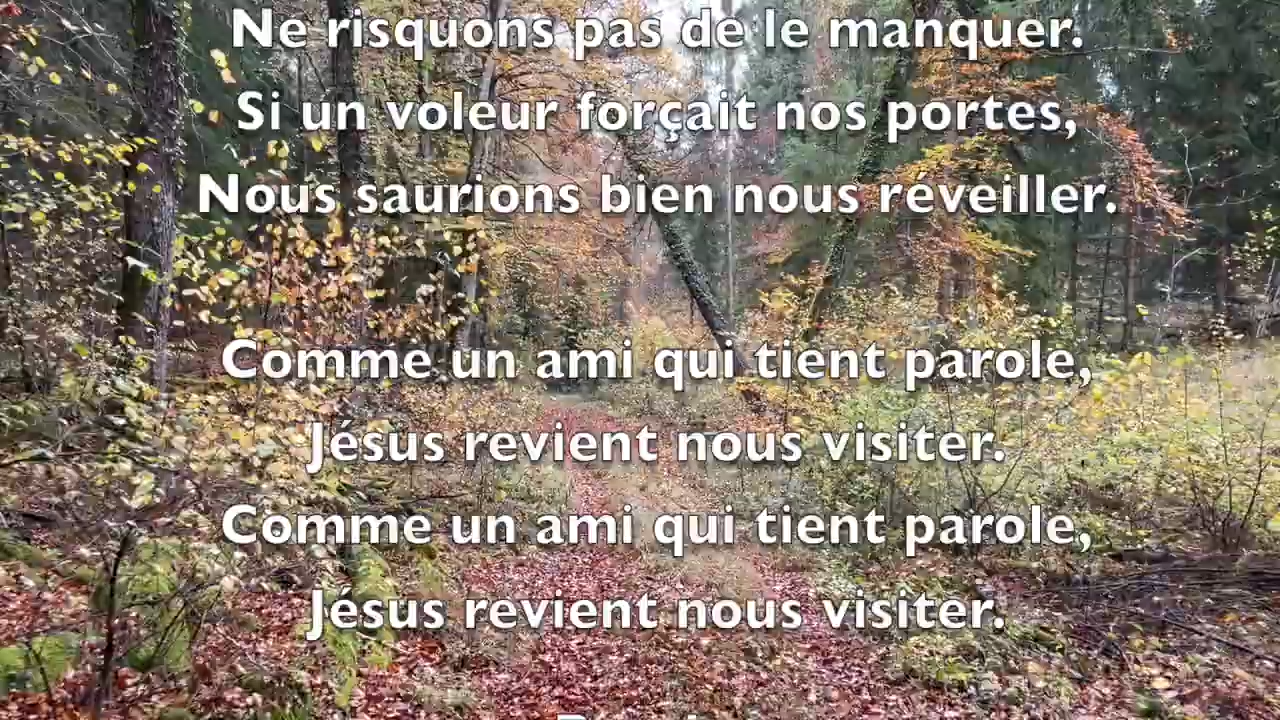 Ne risquons pas de le manquer.
Si un voleur forçait nos portes,
Nous saurions bien nous réveiller.
Comme un ami qui tient parole,
Jésus revient nous visiter.
Comme un ami qui tient parole,
Jésus revient nous visiter.